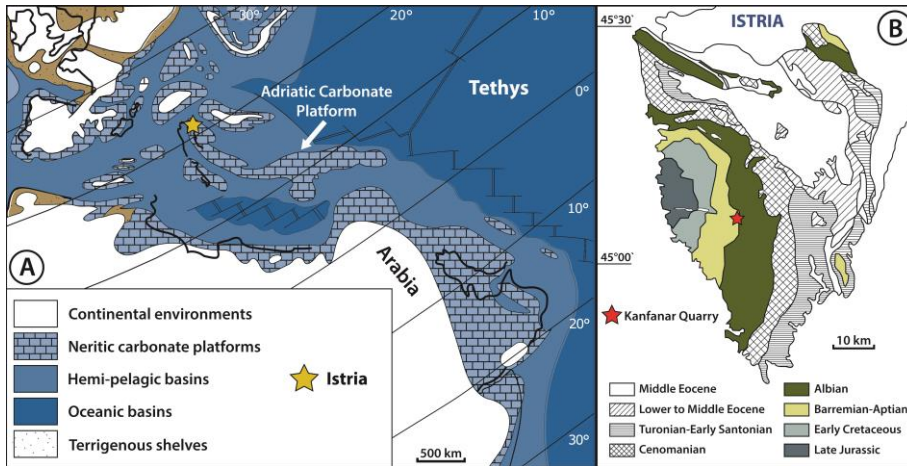 30°
20°
10°
Adriatic Carbonate
Platform
Tethys
0°
10°
Arabia
20°
30°
A
Continental environments
Neritic carbonate platforms
Hemi-pelagic basins
Oceanic basins
Terrigenous shelves
Istria
500 km
45°30'
ISTRIA
B
45°00'
Kanfanar Quarry
10 km
Middle Eocene
Lower to Middle Eocene
Turonian-Early Santonian
Cenomanian
Albian
Barremian-Aptian
Early Cretaceous
Late Jurassic